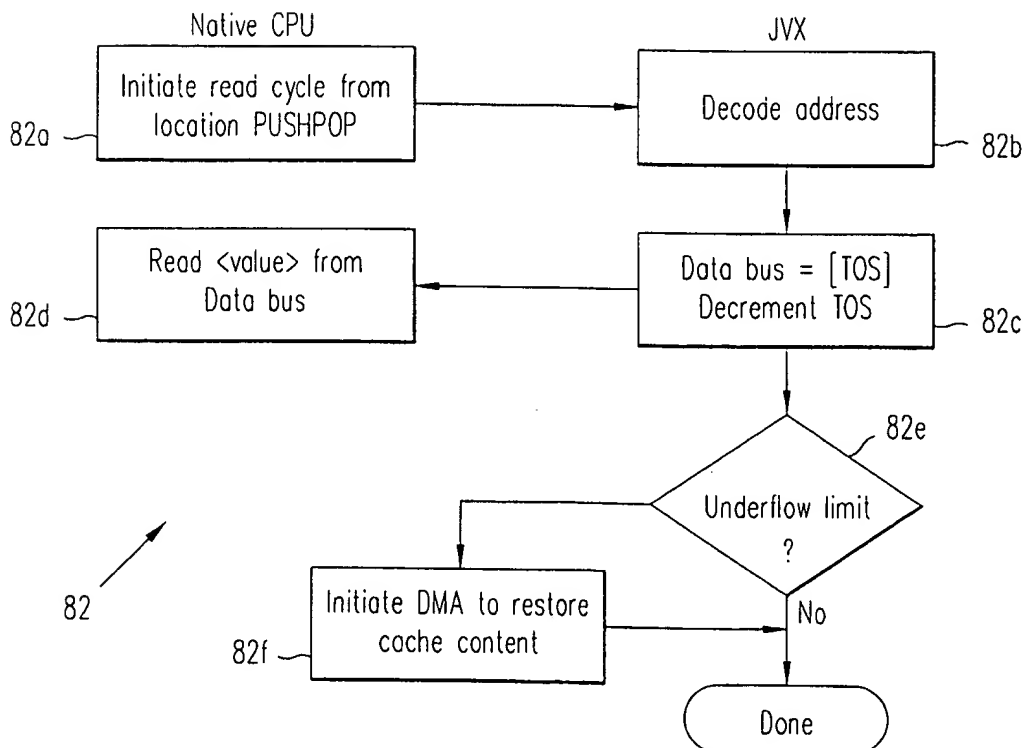 Native CPU
JVX
Initiate read cycle from
location PUSHPOP
82a
Decode address
82b
Read <value> from
Data bus
82d
Data bus = [TOS]
Decrement TOS
82c
82e
Underflow limit
?
82
Initiate DMA to restore
cache content
82f
No
Done